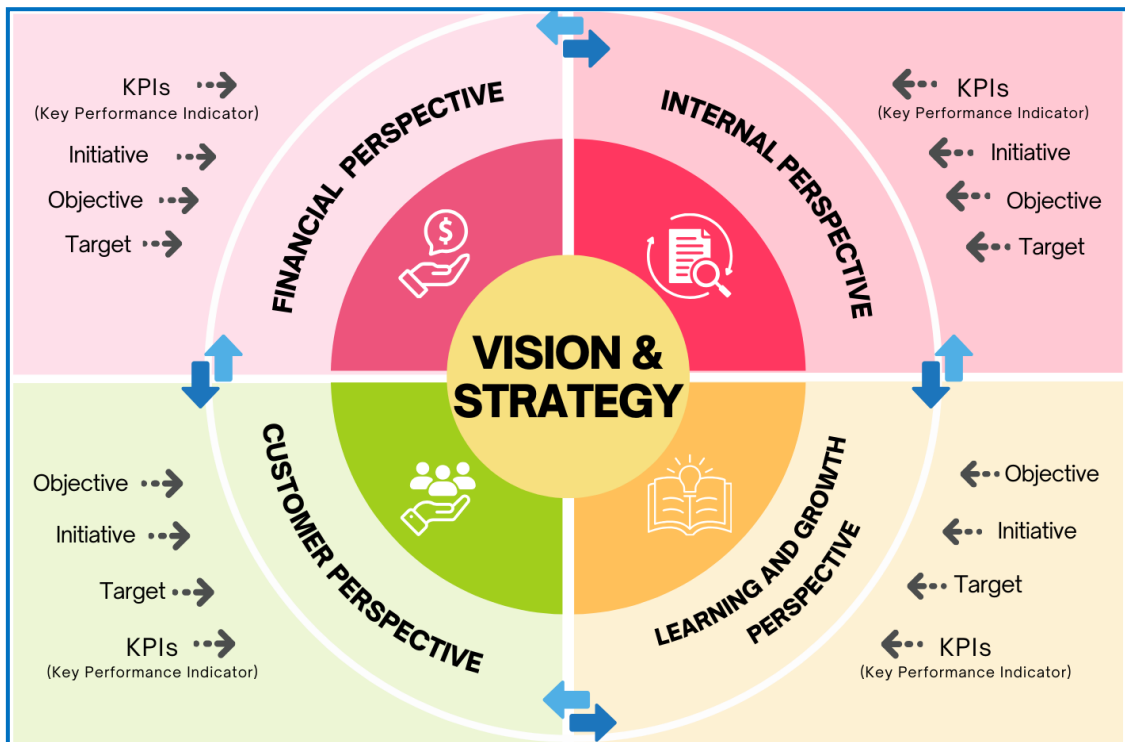 KPIs
(Key Performance Indicator)
Initiative
Objective
Target
FINANCIAL PERSPECTIVE
$
INTERNAL PERSPECTIVE
KPIs
(Key Performance Indicator)
Initiative
Objective
Target
VISION &
STRATEGY
Objective
Initiative
Target
KPIs
(Key Performance Indicator)
CUSTOMER PERSPECTIVE
LEARNING AND GROWTH
PERSPECTIVE
Objective
Initiative
Target
KPIs
(Key Performance Indicator)